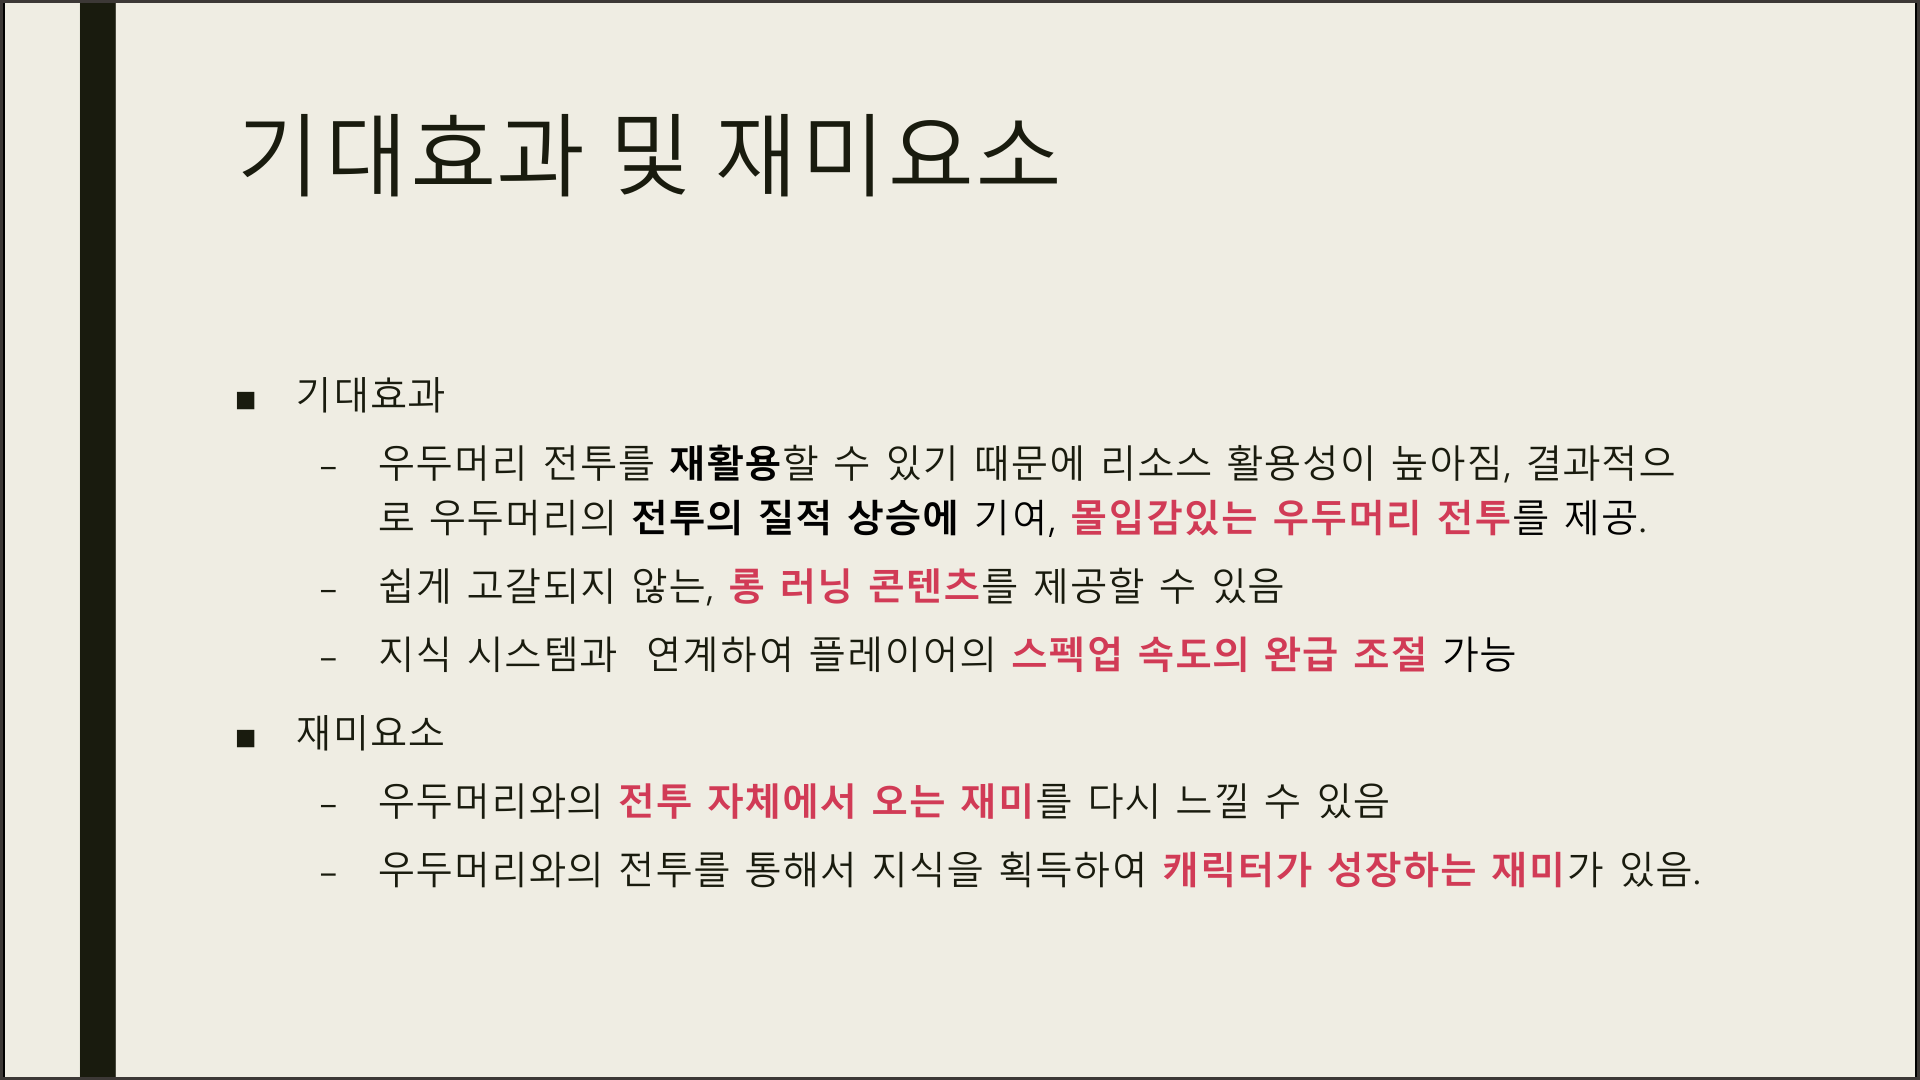 기대효과 및 재미요소
■ 기대효과
– 우두머리 전투를 재활용할 수 있기 때문에 리소스 활용성이 높아짐, 결과적으
로 우두머리의 전투의 질적 상승에 기여, 몰입감있는 우두머리 전투를 제공.
– 쉽게 고갈되지 않는, 롱 러닝 콘텐츠를 제공할 수 있음
– 지식 시스템과  연계하여 플레이어의 스펙업 속도의 완급 조절 가능
■ 재미요소
– 우두머리와의 전투 자체에서 오는 재미를 다시 느낄 수 있음
– 우두머리와의 전투를 통해서 지식을 획득하여 캐릭터가 성장하는 재미가 있음.